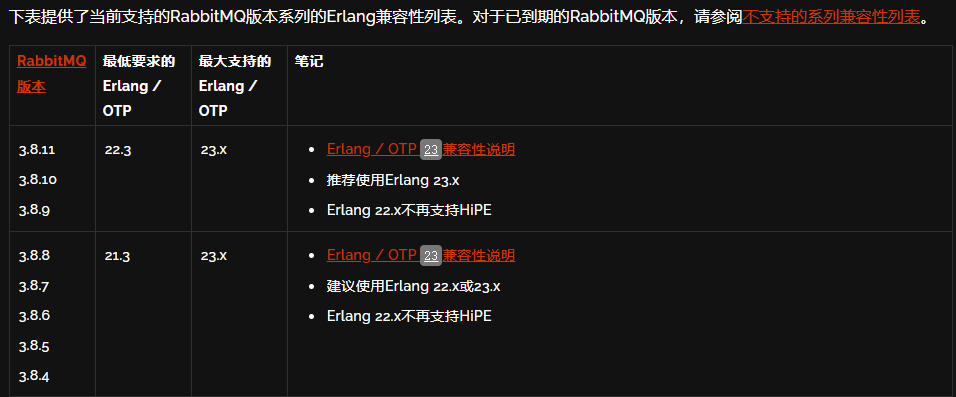 下表提供了当前支持的RabbitMQ版本系列的Erlang兼容性列表。对于已到期的RabbitMQ版本，请参阅不支持的系列兼容性列表。
RabbitMQ
版本
最低要求的
Erlang /
OTP
最大支持的
Erlang /
OTP
笔记
3.8.11
3.8.10
3.8.9
22.3
23.x
Erlang / OTP 23兼容性说明
推荐使用Erlang 23.x
Erlang 22.x不再支持HiPE
3.8.8
3.8.7
3.8.6
3.8.5
3.8.4
21.3
23.x
Erlang / OTP 23兼容性说明
建议使用Erlang 22.x或23.x
Erlang 22.x不再支持HiPE